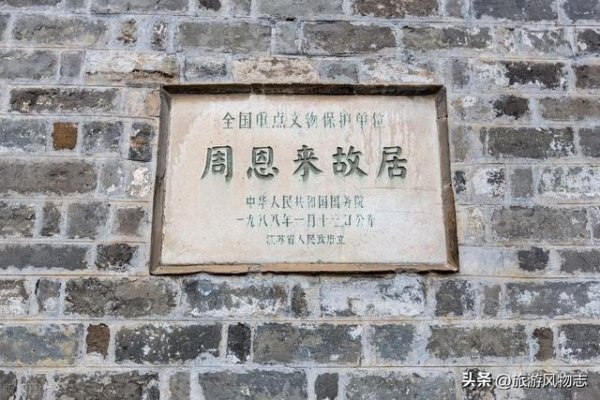 全国重点文物保护单位
周恩来故居
中华人民共和国国务院
一九八八年一月十三日公布
江苏省人民政府立
头条 @旅游风物志